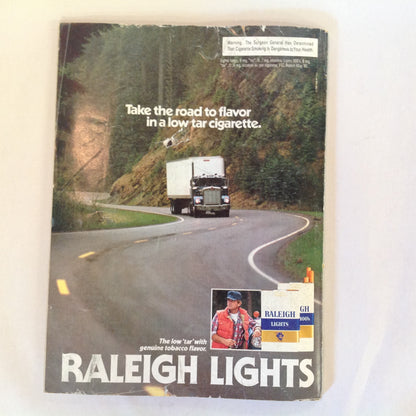 Warning: The Surgeon General Has Determined
That Cigarette Smoking Is Dangerous to Your Health.
Take the road to flavor
in a low tar cigarette.
RALEIGH
LIGHTS
The low 'tar' with
genuine tobacco flavor.
RALEIGH LIGHTS